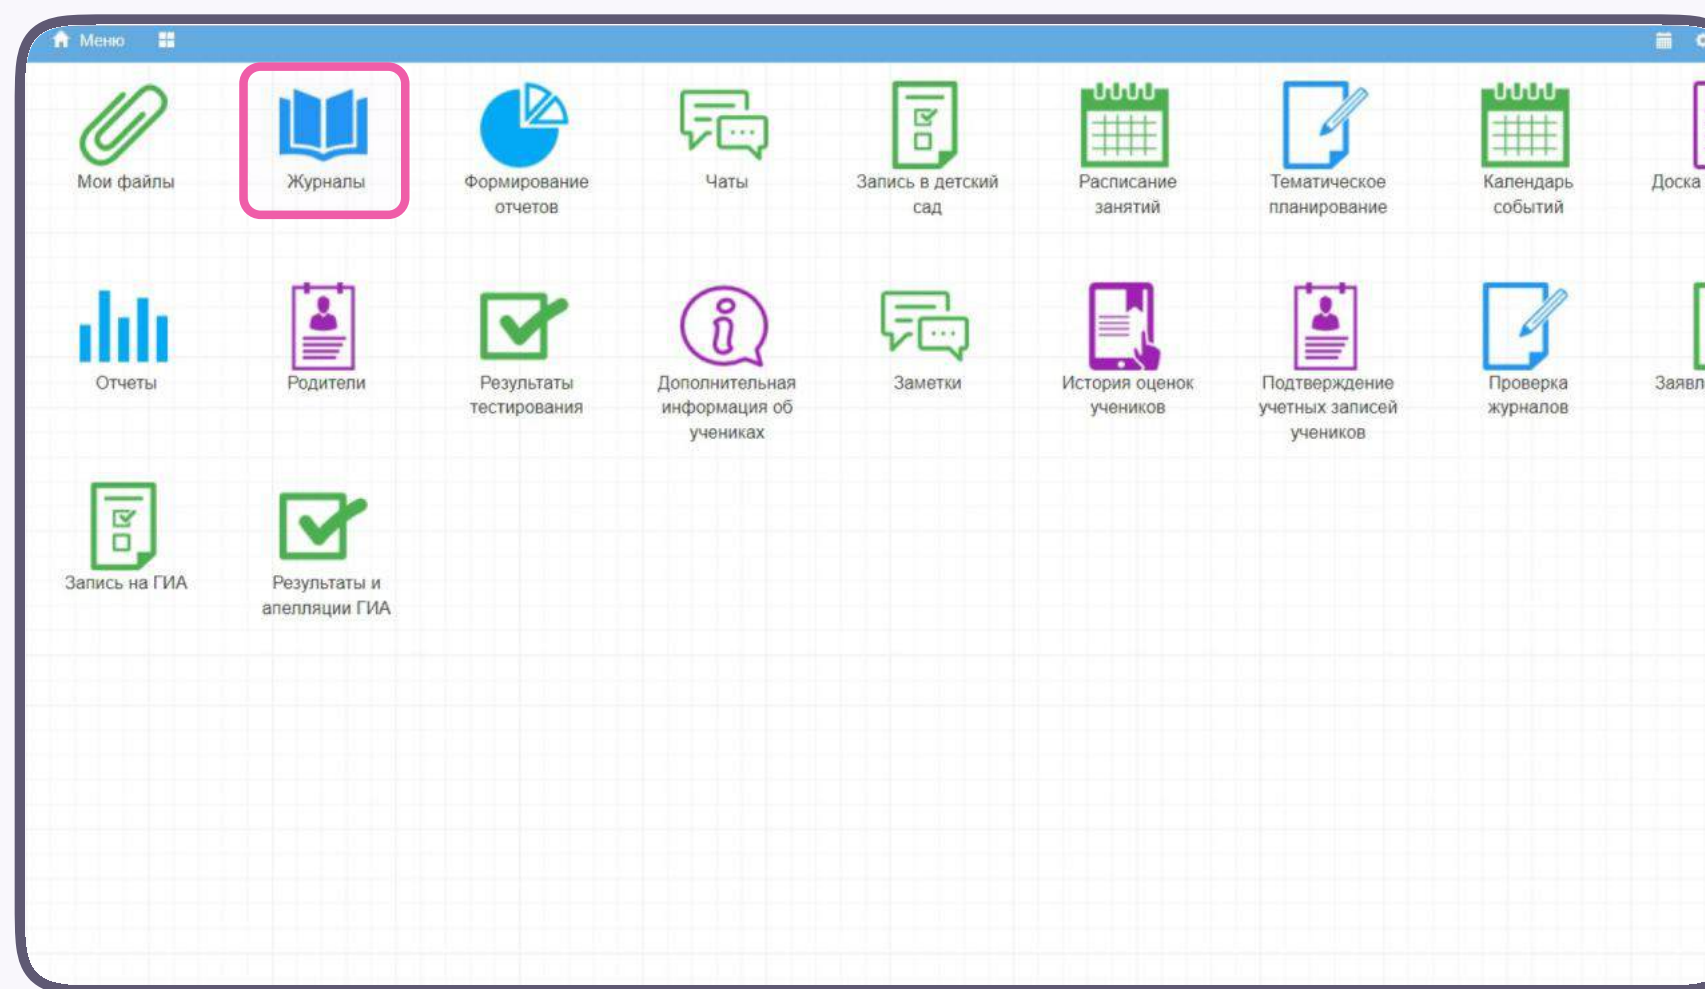 Меню
Мои файлы
Журналы
Формирование
отчетов
Чаты
Запись в детский
сад
Расписание
занятий
Тематическое
планирование
Календарь
событий
Доска
Отчеты
Родители
Результаты
тестирования
Дополнительная
информация об
учениках
Заметки
История оценок
учеников
Подтверждение
учетных записей
учеников
Проверка
журналов
Заявл
Запись на ГИА
Результаты и
апелляции ГИА